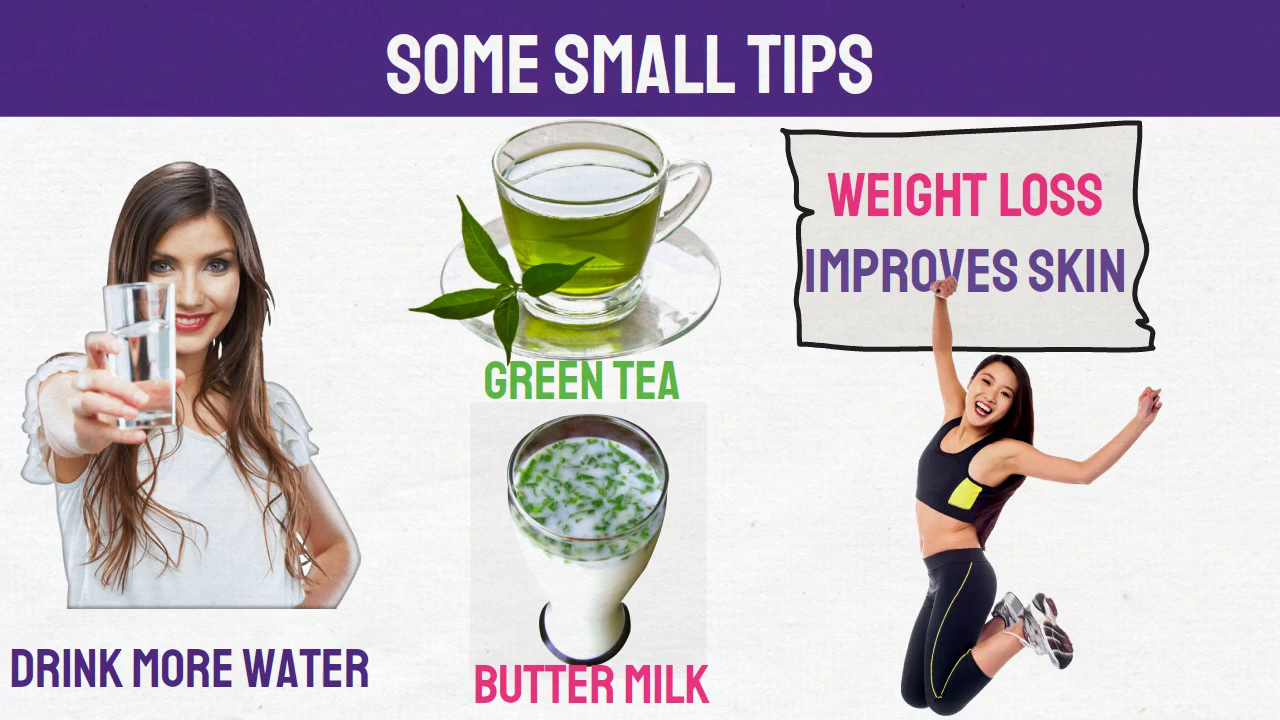 SOME SMALL TIPS
DRINK MORE WATER
GREEN TEA
BUTTER MILK
WEIGHT LOSS
IMPROVES SKIN